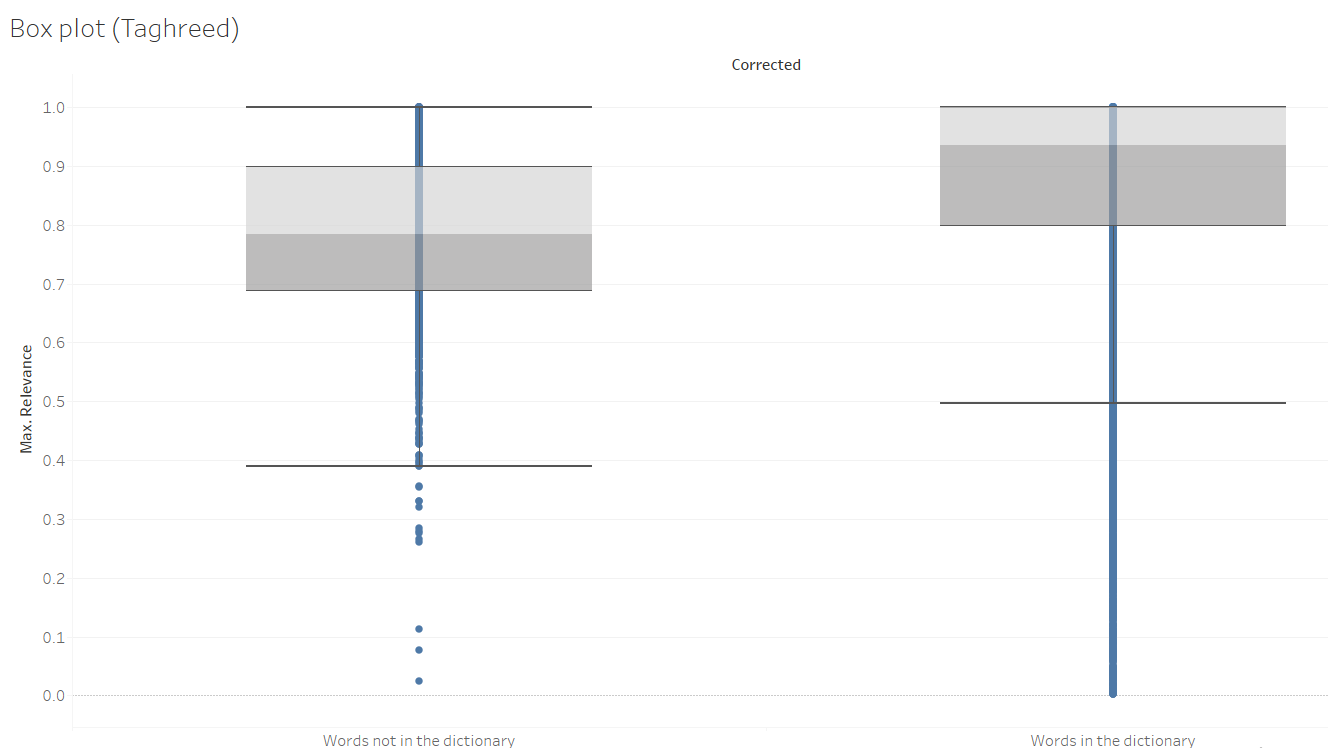 Box plot (Taghreed)
Corrected
1.0
0.9
0.8
0.7
0.6
0.5
0.4
0.3
0.2
0.1
0.0
Max. Relevance
Words not in the dictionary
Words in the dictionary